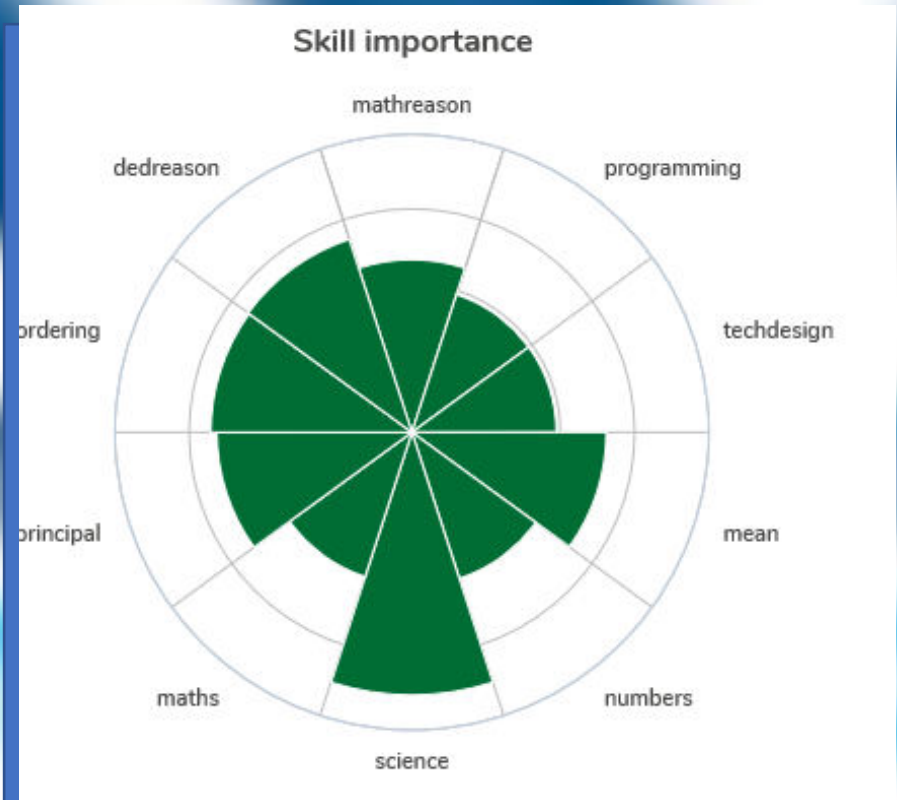 Skill importance
mathreason
dedreason
programming
ordering
techdesign
principal
mean
maths
numbers
science